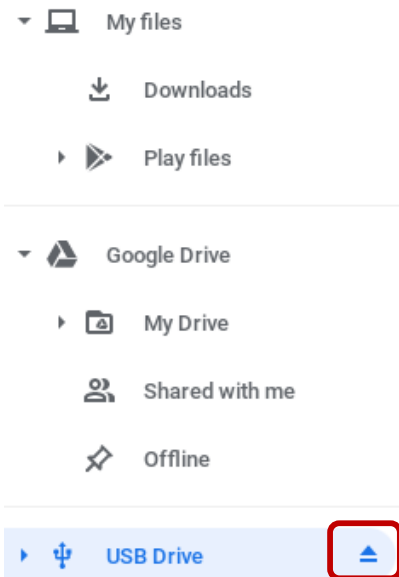 My files
Downloads
Play files
Google Drive
My Drive
Shared with me
Offline
USB Drive